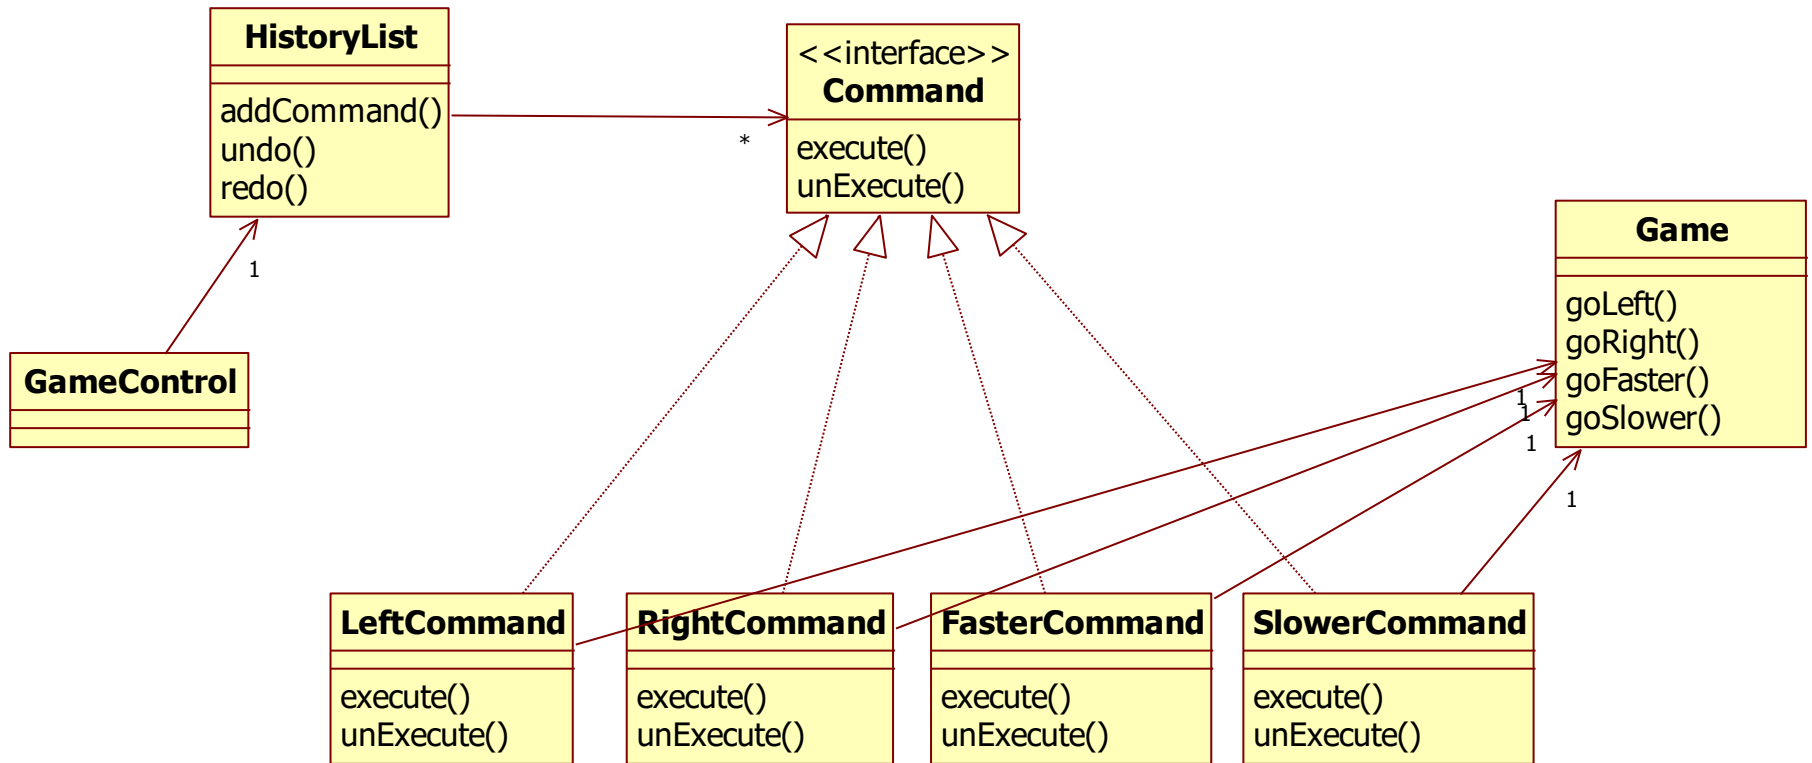 HistoryList
addCommand()
undo()
redo()
<<interface>>
Command
execute()
unExecute()
*
1
GameControl
Game
goLeft()
goRight()
goFaster()
goSlower()
1
1
1
1
LeftCommand
execute()
unExecute()
RightCommand
execute()
unExecute()
FasterCommand
execute()
unExecute()
SlowerCommand
execute()
unExecute()